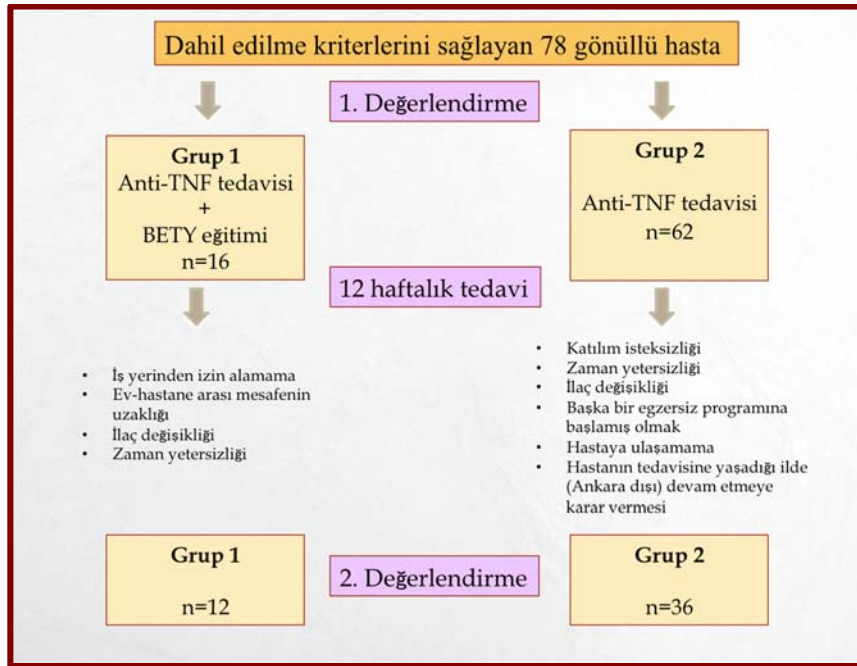 Dahil edilme kriterlerini sağlayan 78 gönüllü hasta
1. Değerlendirme
Grup 1
Anti-TNF tedavisi
+
BETY eğitimi
n=16
Grup 2
Anti-TNF tedavisi
n=62
12 haftalık tedavi
• İş yerinden izin alamama
• Ev-hastane arası mesafenin
uzaklığı
• İlaç değişikliği
• Zaman yetersizliği
• Katılım isteksizliği
• Zaman yetersizliği
• İlaç değişikliği
• Başka bir egzersiz programına
başlamış olmak
• Hastaya ulaşamama
• Hastanın tedavisine yaşadığı ilde
(Ankara dışı) devam etmeye
karar vermesi
Grup 1
n=12
2. Değerlendirme
Grup 2
n=36